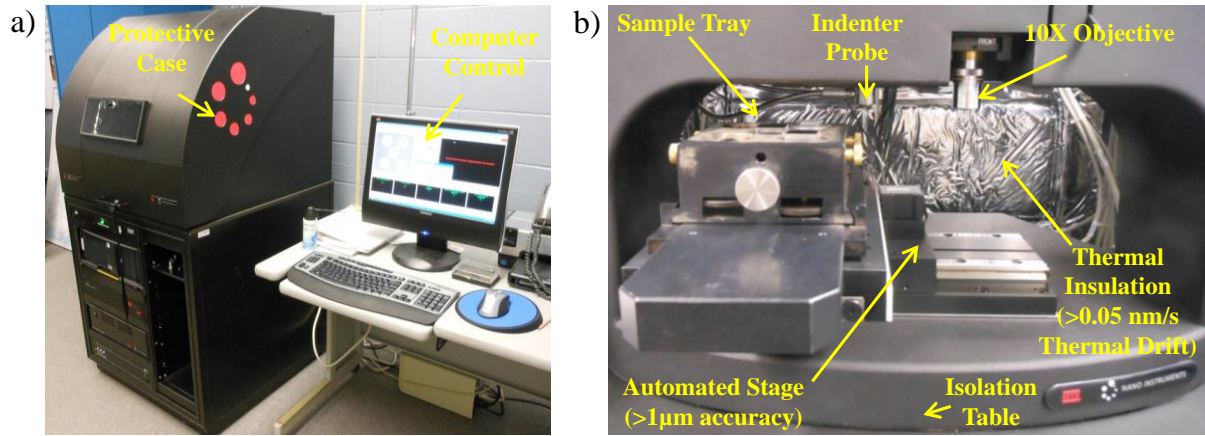 a)
Protective
Case
Computer
Control
b)
Sample Tray
Indenter
Probe
10X Objective
FRONT
Thermal
Insulation
(>0.05 nm/s
Thermal Drift)
Automated Stage
(>1μm accuracy)
Isolation
Table
NANO INSTRUMENTS